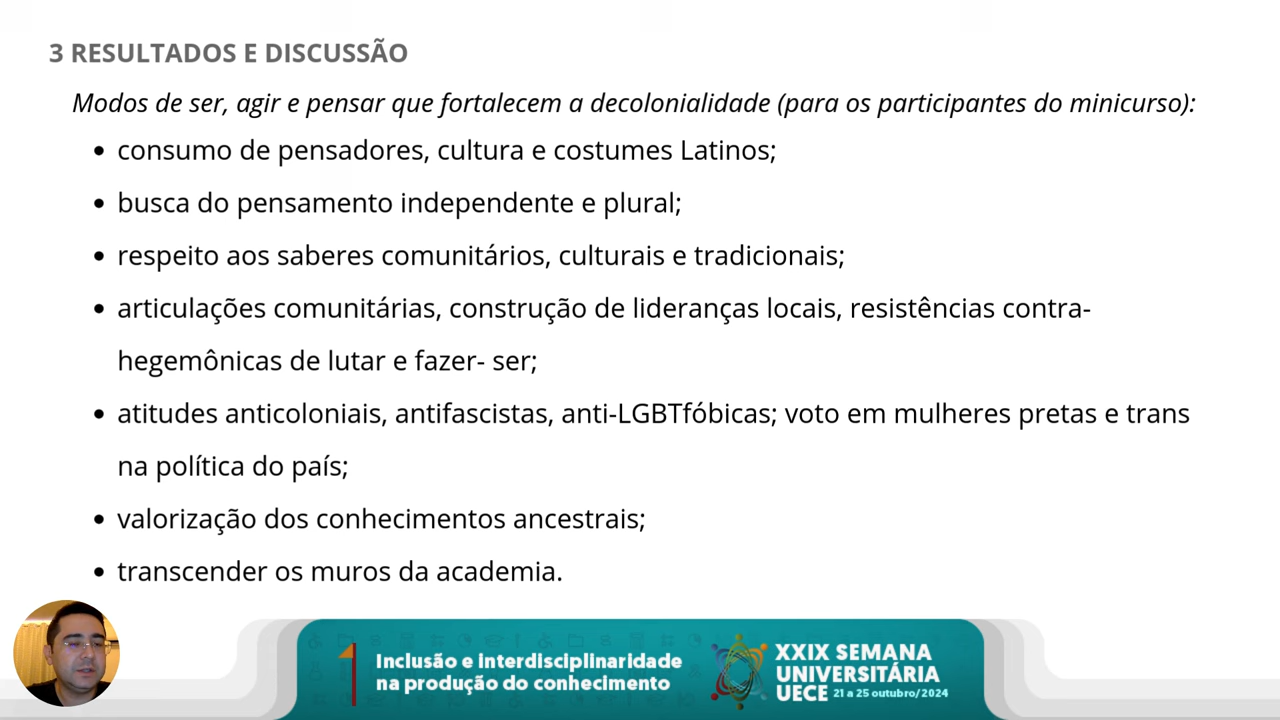 3 RESULTADOS E DISCUSSÃO
Modos de ser, agir e pensar que fortalecem a decolonialidade (para os participantes do minicurso):
• consumo de pensadores, cultura e costumes Latinos;
• busca do pensamento independente e plural;
• respeito aos saberes comunitários, culturais e tradicionais;
• articulações comunitárias, construção de lideranças locais, resistências contra-
hegemônicas de lutar e fazer- ser;
• atitudes anticoloniais, antifascistas, anti-LGBTfóbicas; voto em mulheres pretas e trans
na política do país;
• valorização dos conhecimentos ancestrais;
• transcender os muros da academia.
Inclusão e interdisciplinaridade
na produção do conhecimento
XXIX SEMANA
UNIVERSITÁRIA
UECE 21 a 25 outubro/2024